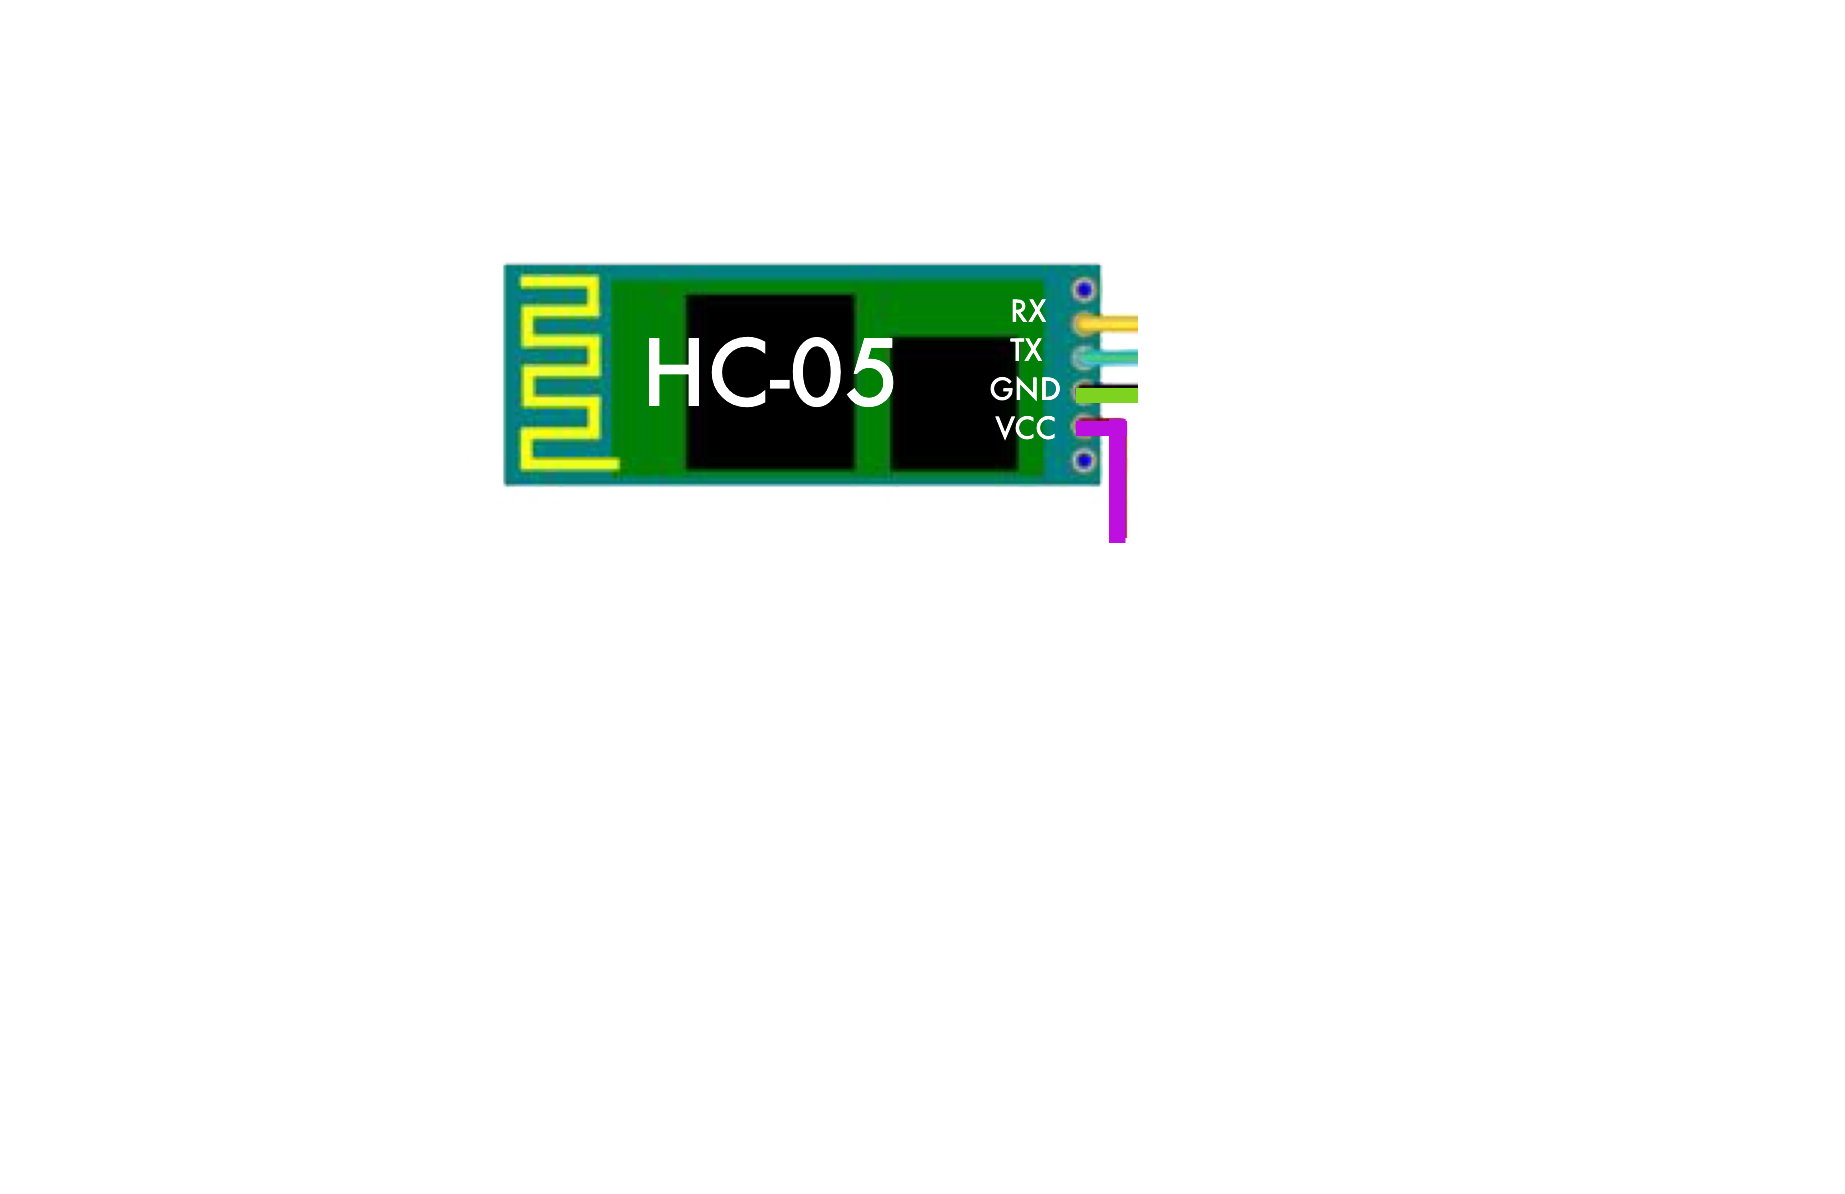 HC-05
RX
TX
GND
VCC